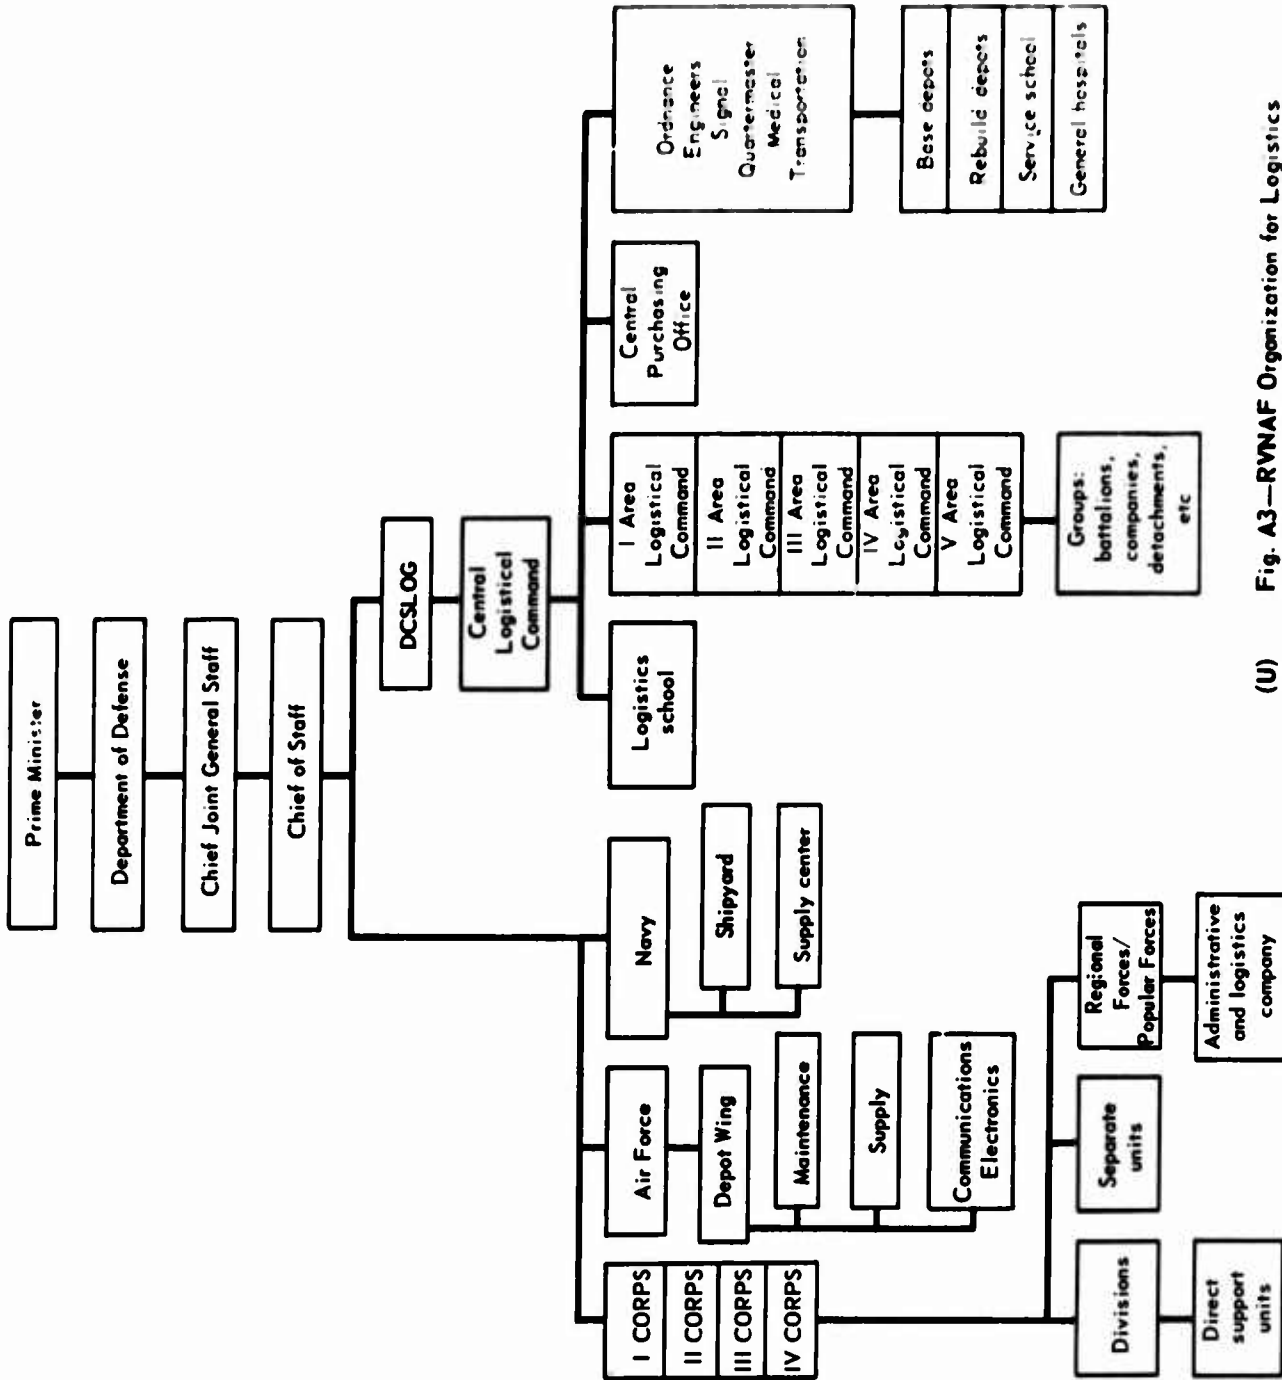 Prime Minister
Department of Defense
Chief Joint General Staff
Chief of Staff
DCSLOG
Central
Logistical
Command
I CORPS
II CORPS
III CORPS
IV CORPS
Air Force
Depot Wing
Maintenance
Supply
Communications
Electronics
Navy
Shipyard
Supply center
Logistics
school
I Area
Logistical
Command
II Area
Logistical
Command
III Area
Logistical
Command
IV Area
Logistical
Command
V Area
Logistical
Command
Groups:
battalions,
companies,
detachments,
etc
Central
Purchasing
Office
Ordnance
Engineers
Signal
Quartermaster
Medical
Transportation
Base depots
Rebuild depots
Service school
General hospitals
Divisions
Direct
support
units
Separate
units
Regional
Forces/
Popular Forces
Administrative
and logistics
company
(U) Fig. A3—RVNAF Organization for Logistics